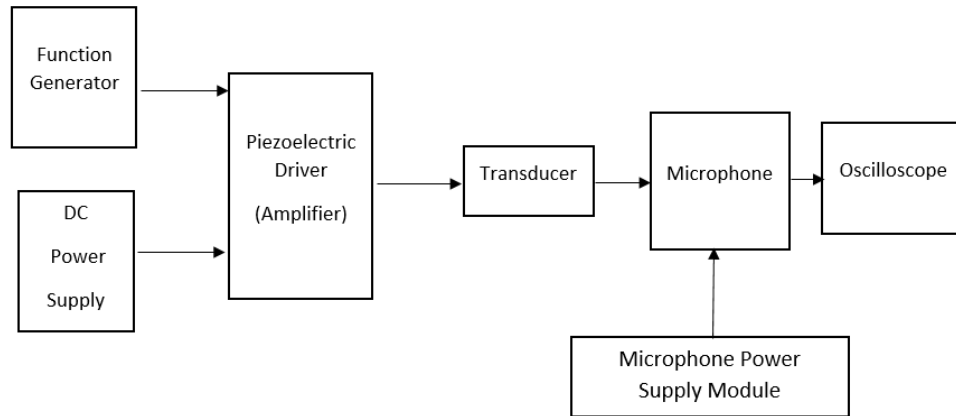 Function
Generator
DC
Power
Supply
Piezoelectric
Driver
(Amplifier)
Transducer
Microphone
Oscilloscope
Microphone Power
Supply Module